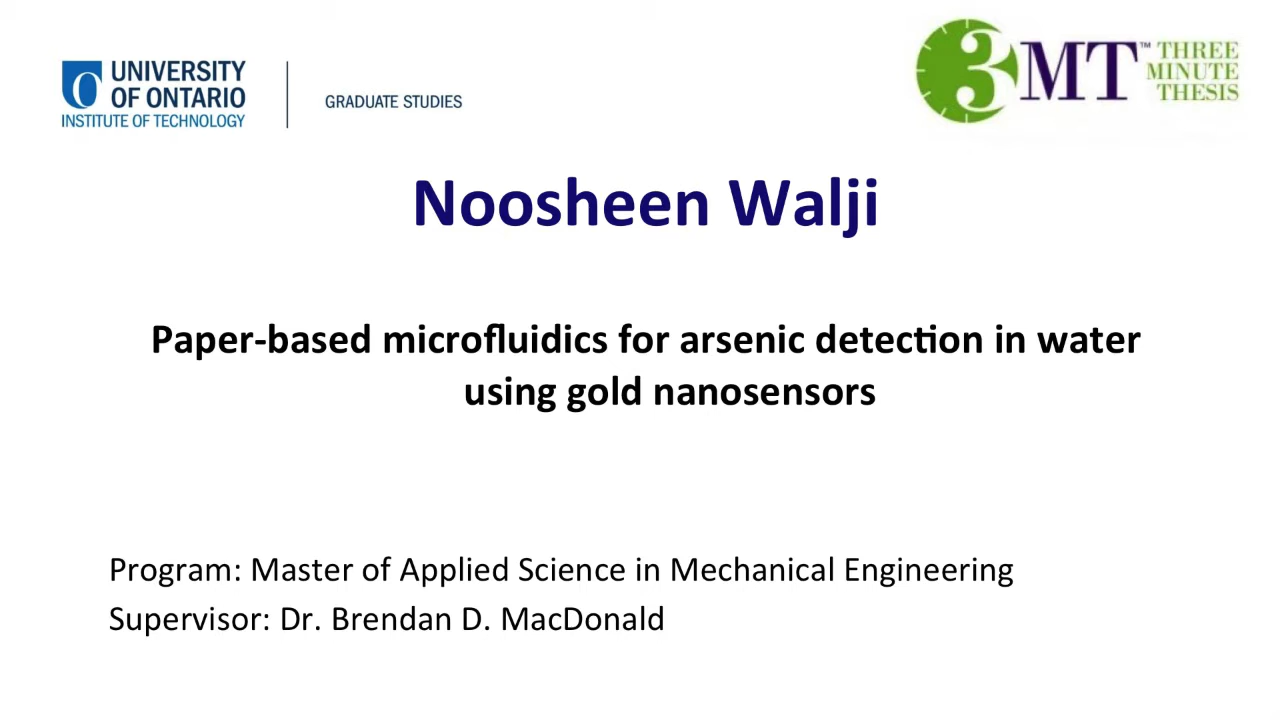 UNIVERSITY
OF ONTARIO
INSTITUTE OF TECHNOLOGY
GRADUATE STUDIES
3MT™ THREE
MINUTE
THESIS
Noosheen Walji
Paper-based microfluidics for arsenic detection in water
using gold nanosensors
Program: Master of Applied Science in Mechanical Engineering
Supervisor: Dr. Brendan D. MacDonald